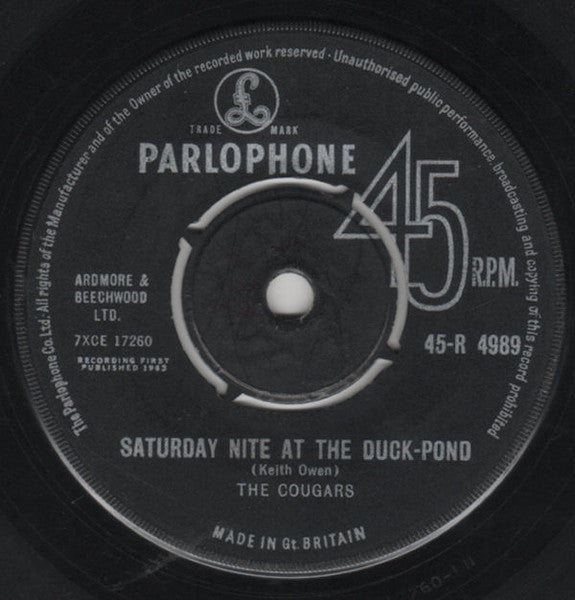 The Parlophone Co. Ltd. All rights of the Manufacturer and of the Owner of the recorded work reserved · Unauthorised public performance, broadcasting and copying of this record prohibited
£
TRADE MARK
PARLOPHONE
45
R.P.M.
ARDMORE &
BEECHWOOD
LTD.
7XCE 17260
RECORDING FIRST
PUBLISHED 1963
45-R 4989
SATURDAY NITE AT THE DUCK-POND
(Keith Owen)
THE COUGARS
MADE IN Gt. BRITAIN